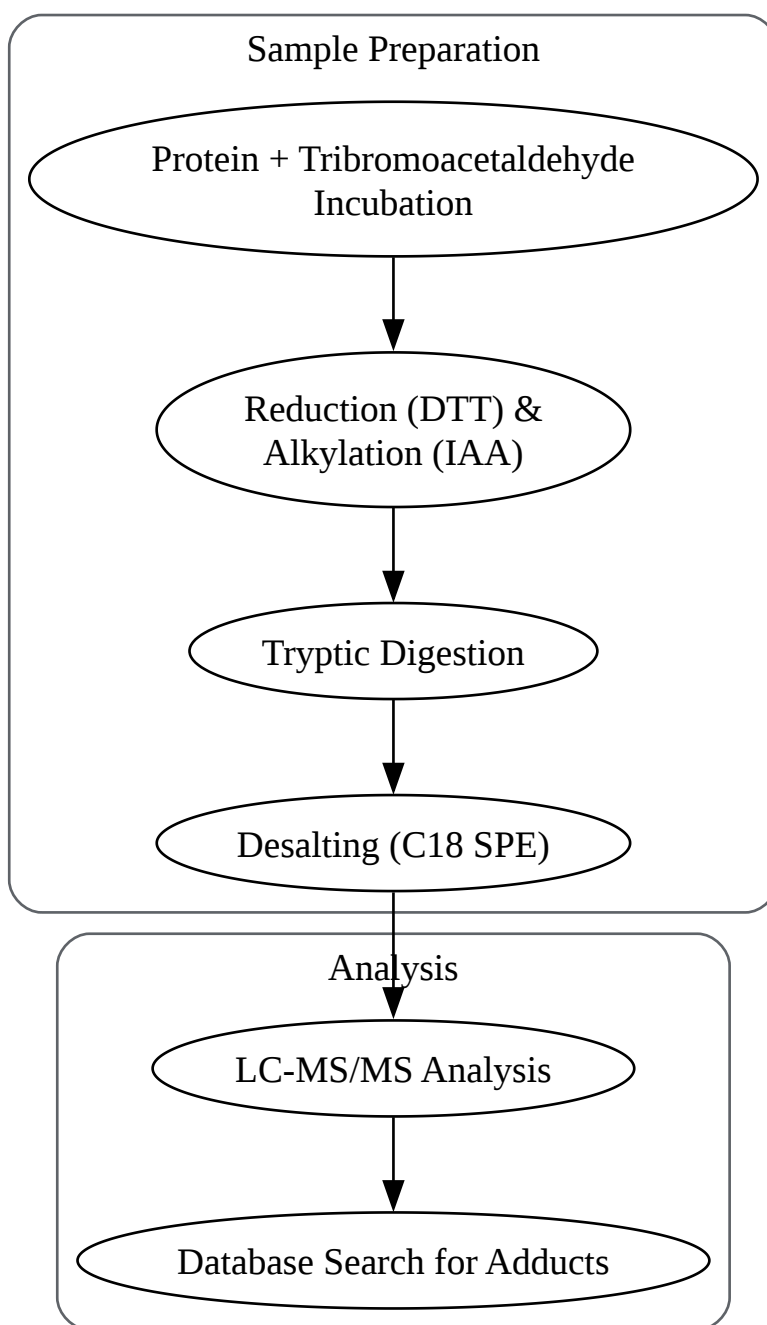 Sample Preparation
Protein + Tribromoacetaldehyde
Incubation
Reduction (DTT) &
Alkylation (IAA)
Tryptic Digestion
Desalting (C18 SPE)
Analysis
LC-MS/MS Analysis
Database Search for Adducts